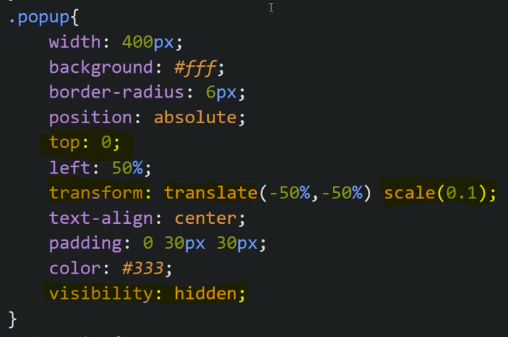 .popup{
width: 400px;
background: #fff;
border-radius: 6px;
position: absolute;
top: 0;
left: 50%;
transform: translate(-50%,-50%) scale(0.1);
text-align: center;
padding: 0 30px 30px;
color: #333;
visibility: hidden;
}